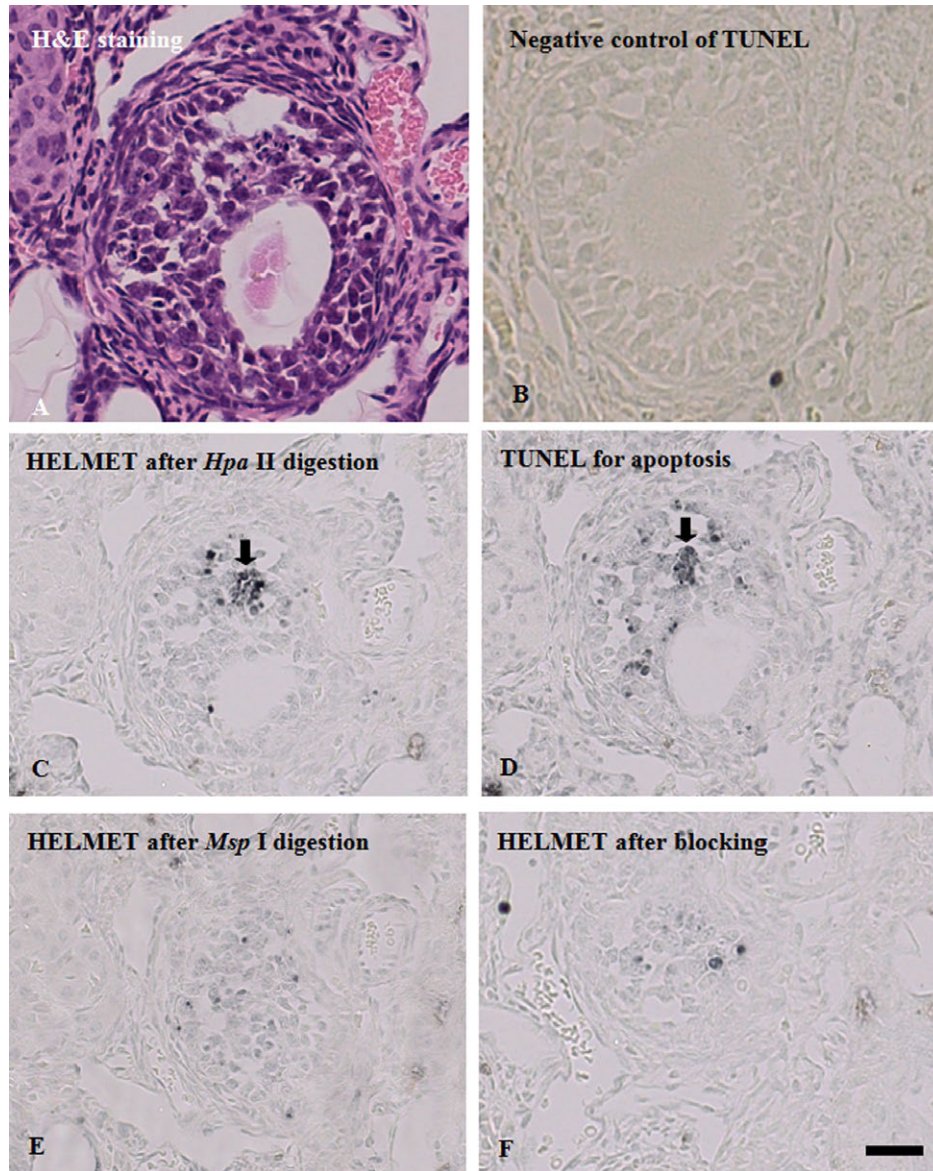 H&E staining
A
Negative control of TUNEL
B
HELMET after Hpa II digestion
C
TUNEL for apoptosis
D
HELMET after Msp I digestion
E
HELMET after blocking
F